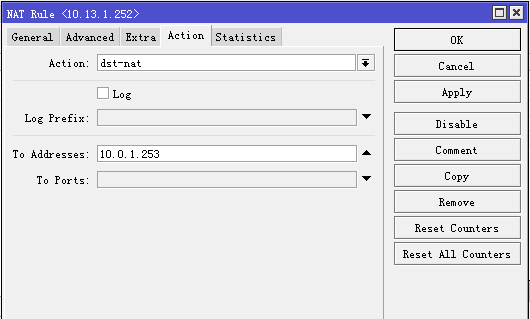 NAT Rule <10.13.1.252>
General Advanced Extra Action Statistics
Action: dst-nat
Log
Log Prefix:
To Addresses: 10.0.1.253
To Ports:
OK
Cancel
Apply
Disable
Comment
Copy
Remove
Reset Counters
Reset All Counters